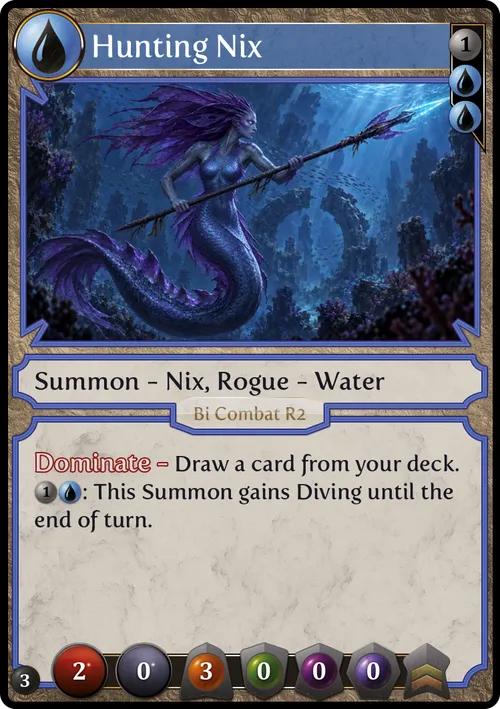 Hunting Nix
1
Summon - Nix, Rogue - Water
Bi Combat R2
Dominate - Draw a card from your deck.
1 : This Summon gains Diving until the
end of turn.
3 2* 0* 3 0 0 0